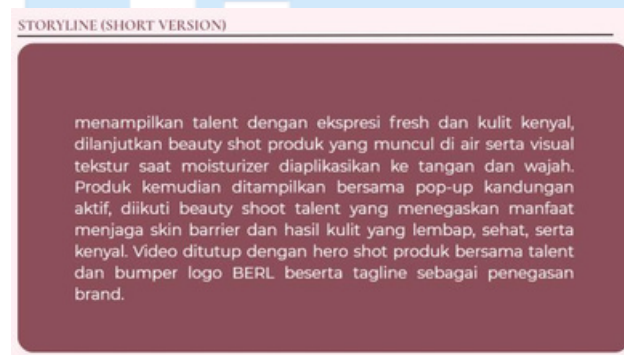 STORYLINE (SHORT VERSION)
menampilkan talent dengan ekspresi fresh dan kulit kenyal,
dilanjutkan beauty shot produk yang muncul di air serta visual
tekstur saat moisturizer diaplikasikan ke tangan dan wajah.
Produk kemudian ditampilkan bersama pop-up kandungan
aktif, diikuti beauty shoot talent yang menegaskan manfaat
menjaga skin barrier dan hasil kulit yang lembap, sehat, serta
kenyal. Video ditutup dengan hero shot produk bersama talent
dan bumper logo BERL beserta tagline sebagai penegasan
brand.